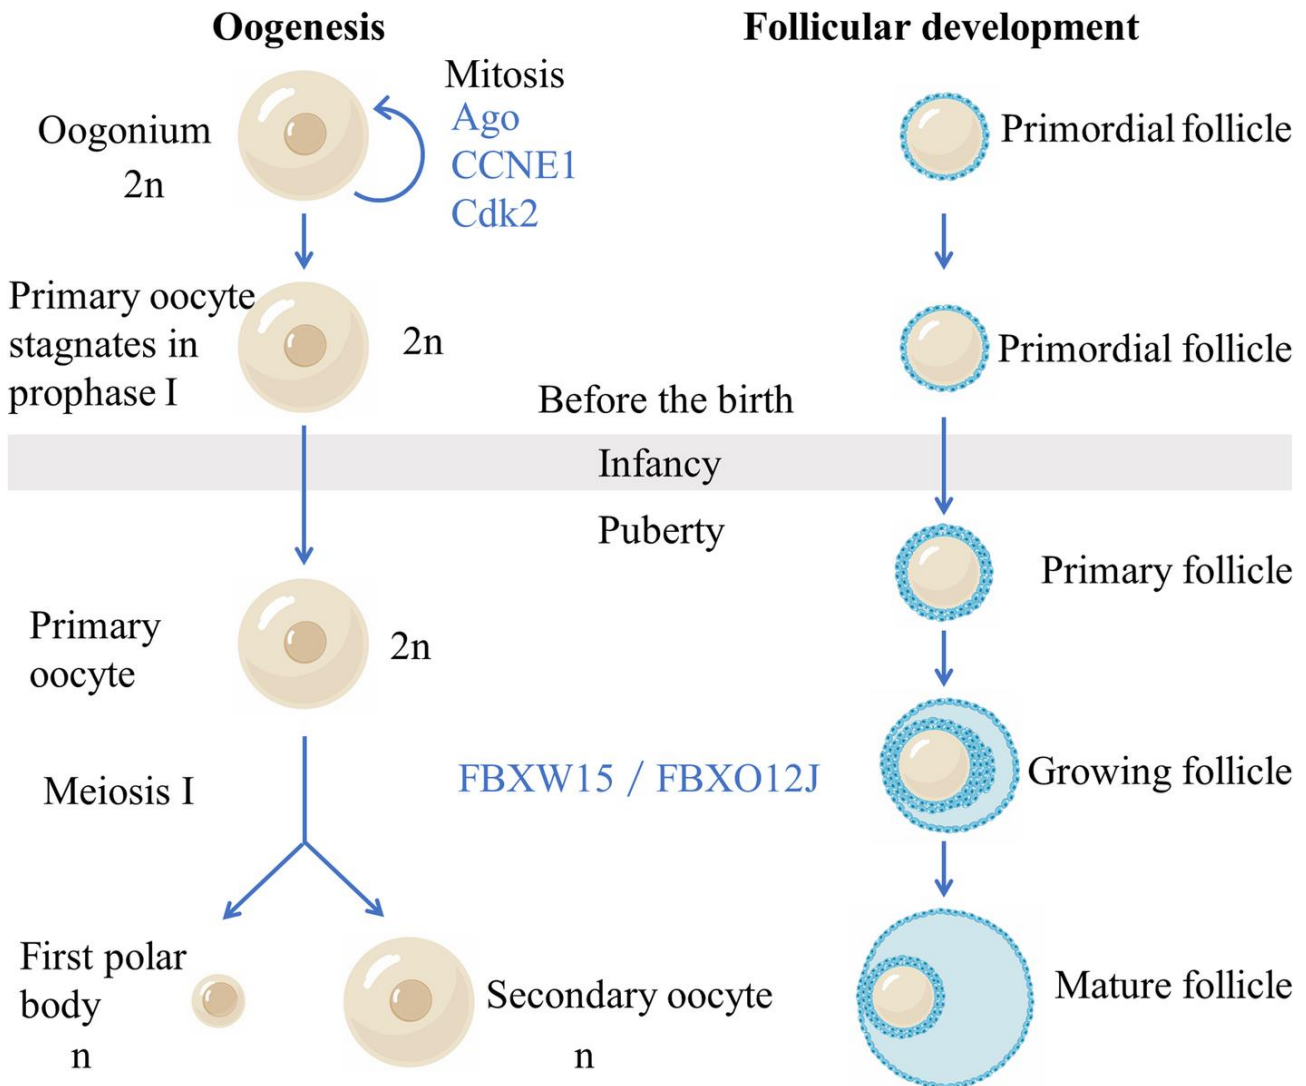 Oogenesis
Follicular development
Mitosis
Ago
CCNE1
Cdk2
Oogonium
2n
Primordial follicle
Primary oocyte
stagnates in
prophase I
2n
Primordial follicle
Before the birth
Infancy
Puberty
Primary follicle
Primary
oocyte
2n
Meiosis I
FBXW15 / FBXO12J
Growing follicle
First polar
body
n
Secondary oocyte
n
Mature follicle